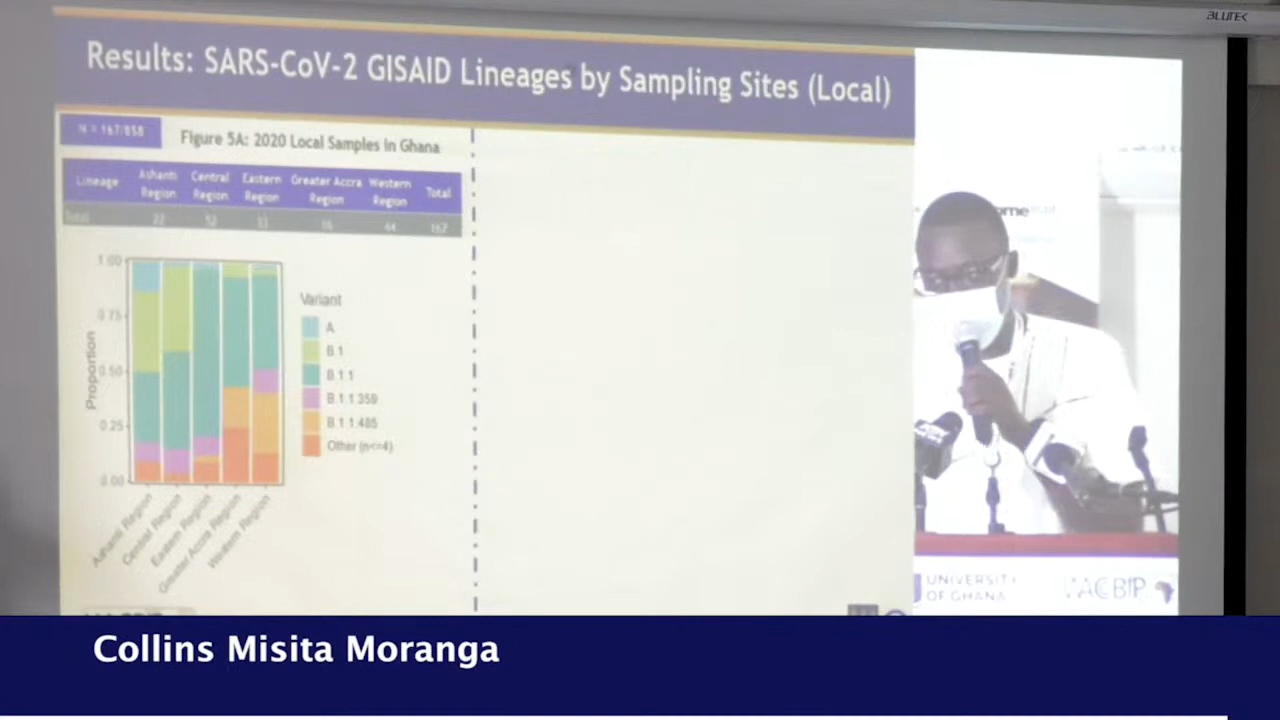 BLUTEK
Results: SARS-CoV-2 GISAID Lineages by Sampling Sites (Local)
N = 167/858
Figure 5A: 2020 Local Samples in Ghana
Lineage Ashanti Region Central Region Eastern Region Greater Accra Region Western Region Total
Total 22 52 64 167
1.00
0.75
0.50
0.25
0.00
Proportion
Ashanti Region
Central Region
Eastern Region
Greater Accra Region
Western Region
Variant
A
B.1
B.1.1
B.1.1.359
B.1.1.485
Other (n<=4)
UNIVERSITY
OF GHANA
WACCBIP
Collins Misita Moranga